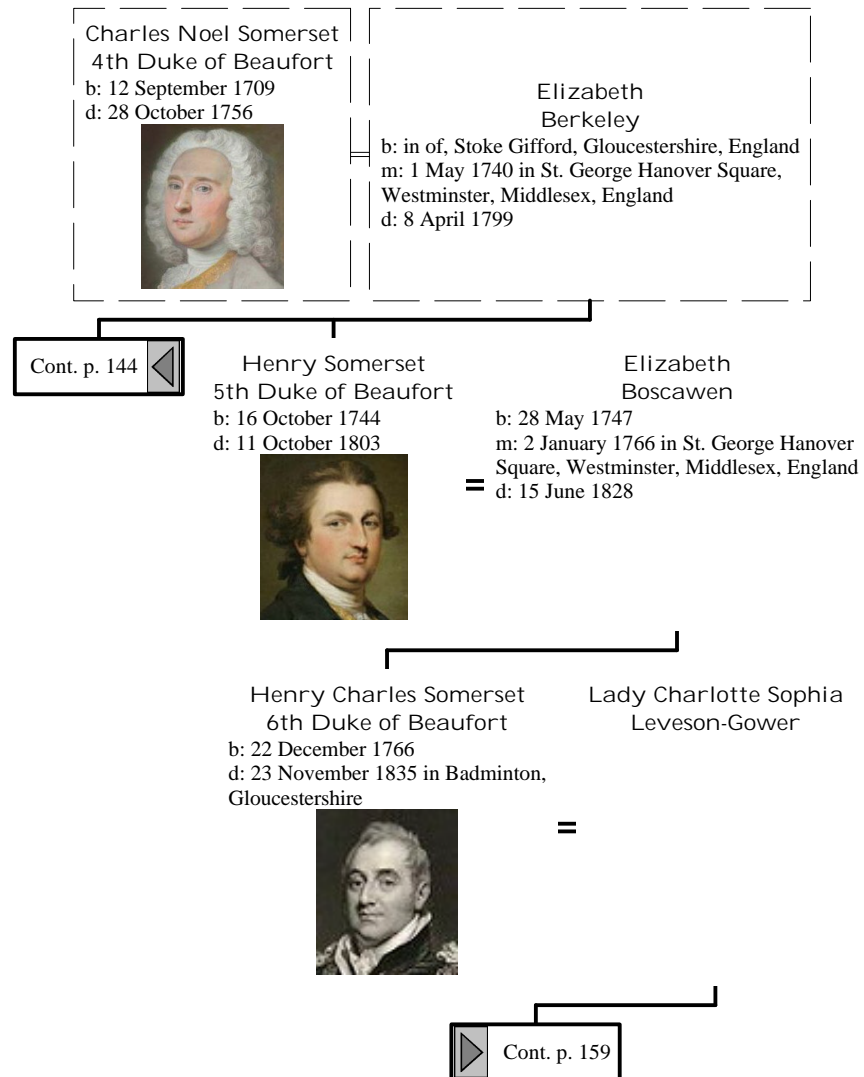 Charles Noel Somerset
4th Duke of Beaufort
b: 12 September 1709
d: 28 October 1756
Elizabeth
Berkeley
b: in of, Stoke Gifford, Gloucestershire, England
m: 1 May 1740 in St. George Hanover Square,
Westminster, Middlesex, England
d: 8 April 1799
Cont. p. 144
Henry Somerset
5th Duke of Beaufort
b: 16 October 1744
d: 11 October 1803
=
Elizabeth
Boscawen
b: 28 May 1747
m: 2 January 1766 in St. George Hanover
Square, Westminster, Middlesex, England
d: 15 June 1828
Henry Charles Somerset
6th Duke of Beaufort
b: 22 December 1766
d: 23 November 1835 in Badminton,
Gloucestershire
=
Lady Charlotte Sophia
Leveson-Gower
Cont. p. 159